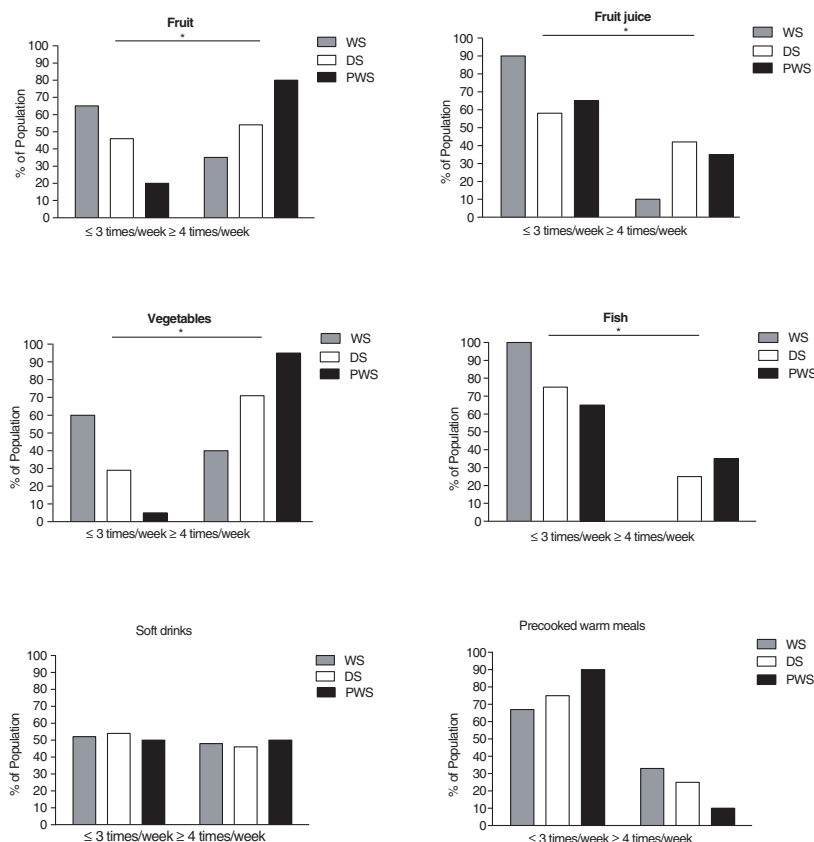 Fruit
*
100
90
80
70
60
50
40
30
20
10
0
% of Population
≤ 3 times/week ≥ 4 times/week
WS
DS
PWS
Fruit juice
*
100
90
80
70
60
50
40
30
20
10
0
% of Population
≤ 3 times/week ≥ 4 times/week
WS
DS
PWS
Vegetables
*
100
90
80
70
60
50
40
30
20
10
0
% of Population
≤ 3 times/week ≥ 4 times/week
WS
DS
PWS
Fish
*
100
90
80
70
60
50
40
30
20
10
0
% of Population
≤ 3 times/week ≥ 4 times/week
WS
DS
PWS
Soft drinks
100
90
80
70
60
50
40
30
20
10
0
% of Population
≤ 3 times/week ≥ 4 times/week
WS
DS
PWS
Precooked warm meals
100
90
80
70
60
50
40
30
20
10
0
% of Population
≤ 3 times/week ≥ 4 times/week
WS
DS
PWS